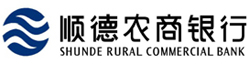 顺德农商银行
SHUNDE RURAL COMMERCIAL BANK